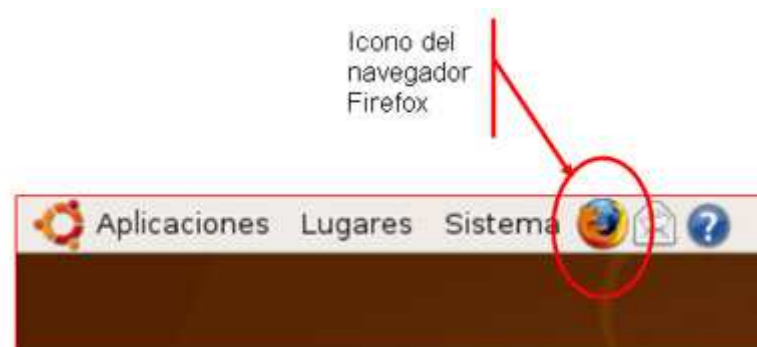 Icono del
navegador
Firefox
Aplicaciones Lugares Sistema